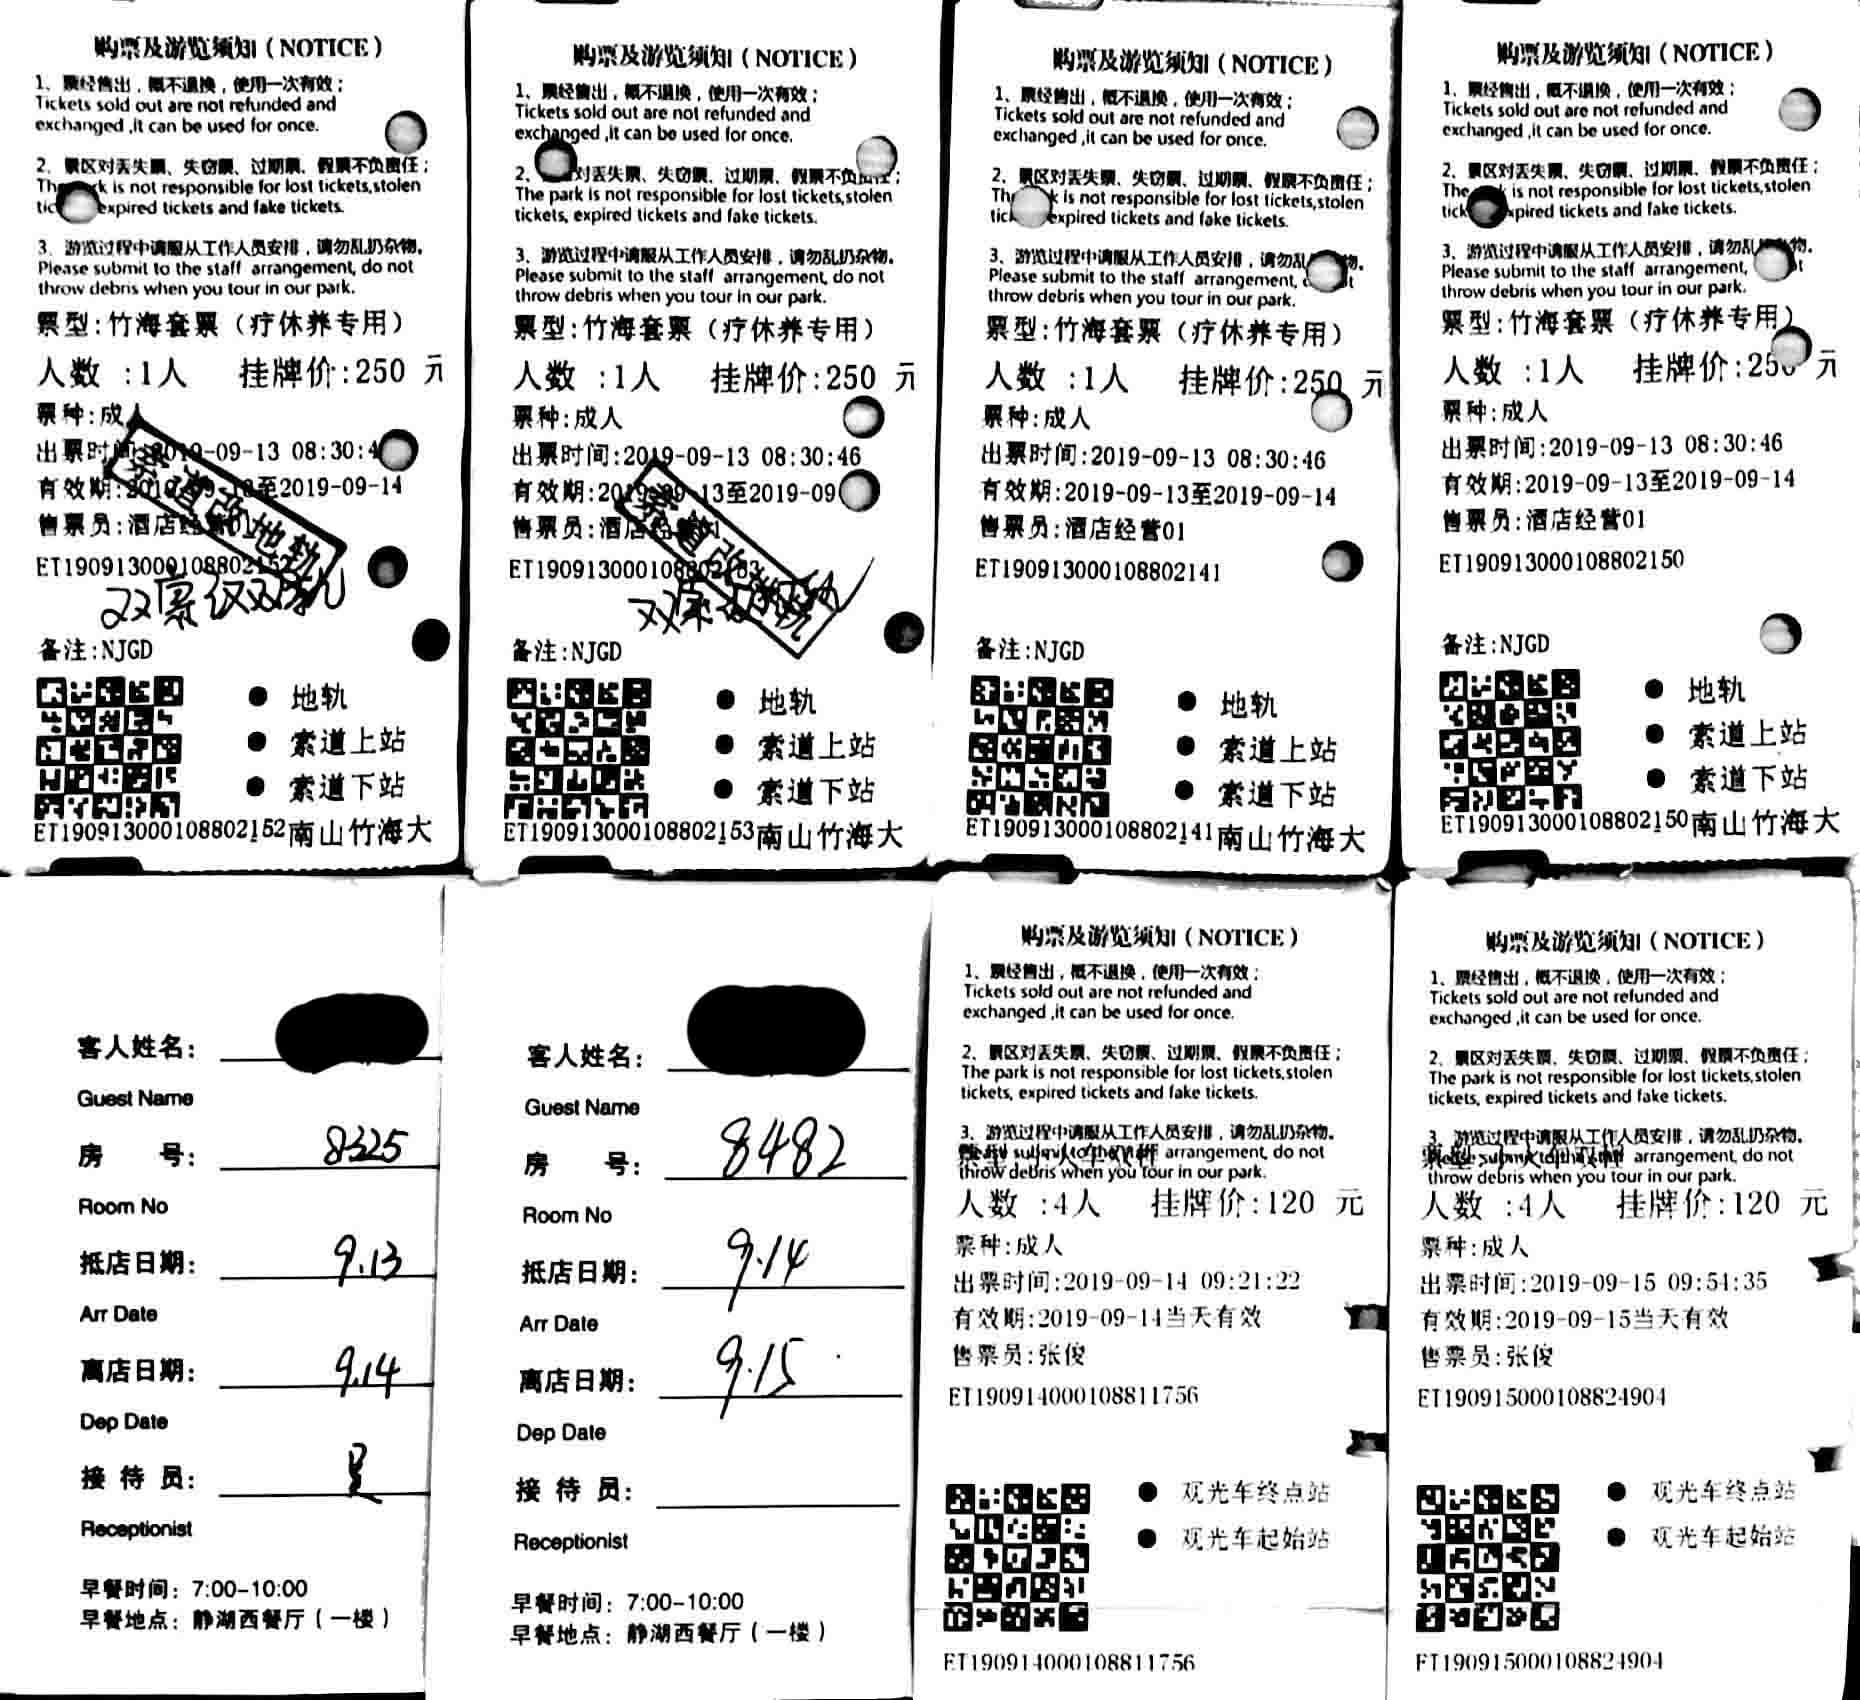 购票及游览须知（NOTICE）
1、票经售出，概不退换，使用一次有效；
Tickets sold out are not refunded and
exchanged ,it can be used for once.
2、景区对丢失票、失窃票、过期票、假票不负责任；
The park is not responsible for lost tickets,stolen
expired tickets and fake tickets.
3、游览过程中请服从工作人员安排，请勿乱扔杂物。
Please submit to the staff arrangement, do not
throw debris when you tour in our park.
票型:竹海套票（疗休养专用）
人数 :1人 挂牌价:250 元
票种:成人
出票时间:2019-09-13 08:30:4
有效期:2019-09-13至2019-09-14
售票员:酒店经营01
索道改地轨
ET190913000108802152
双索改双轨
备注:NJGD
地轨
索道上站
索道下站
ET190913000108802152南山竹海大
购票及游览须知（NOTICE）
1、票经售出，概不退换，使用一次有效；
Tickets sold out are not refunded and
exchanged ,it can be used for once.
2、对丢失票、失窃票、过期票、假票不负责任；
The park is not responsible for lost tickets,stolen
tickets, expired tickets and fake tickets.
3、游览过程中请服从工作人员安排，请勿乱扔杂物。
Please submit to the staff arrangement, do not
throw debris when you tour in our park.
票型:竹海套票（疗休养专用）
人数 :1人 挂牌价:250 元
票种:成人
出票时间:2019-09-13 08:30:46
有效期:2019-09-13至2019-09
售票员:酒店经营
索道改地轨
ET190913000108802153
备注:NJGD
地轨
索道上站
索道下站
ET190913000108802153南山竹海大
购票及游览须知（NOTICE）
1、票经售出，概不退换，使用一次有效；
Tickets sold out are not refunded and
exchanged ,it can be used for once.
2、景区对丢失票、失窃票、过期票、假票不负责任；
The park is not responsible for lost tickets,stolen
expired tickets and fake tickets.
3、游览过程中请服从工作人员安排，请勿乱扔杂物。
Please submit to the staff arrangement,
throw debris when you tour in our park.
票型:竹海套票（疗休养专用）
人数 :1人 挂牌价:250 元
票种:成人
出票时间:2019-09-13 08:30:46
有效期:2019-09-13至2019-09-14
售票员:酒店经营01
ET190913000108802141
备注:NJGD
地轨
索道上站
索道下站
ET190913000108802141南山竹海大
购票及游览须知（NOTICE）
1、票经售出，概不退换，使用一次有效；
Tickets sold out are not refunded and
exchanged ,it can be used for once.
2、景区对丢失票、失窃票、过期票、假票不负责任；
The park is not responsible for lost tickets,stolen
expired tickets and fake tickets.
3、游览过程中请服从工作人员安排，请勿乱扔杂物。
Please submit to the staff arrangement,
throw debris when you tour in our park.
票型:竹海套票（疗休养专用）
人数 :1人 挂牌价:250 元
票种:成人
出票时间:2019-09-13 08:30:46
有效期:2019-09-13至2019-09-14
售票员:酒店经营01
ET190913000108802150
备注:NJGD
地轨
索道上站
索道下站
ET190913000108802150南山竹海大
客人姓名:
Guest Name
房 号: 8325
Room No
抵店日期: 9.13
Arr Date
离店日期: 9.14
Dep Date
接 待 员:
Receptionist
早餐时间：7:00-10:00
早餐地点：静湖西餐厅（一楼）
客人姓名:
Guest Name
房 号: 8482
Room No
抵店日期: 9.14
Arr Date
离店日期: 9.15
Dep Date
接 待 员:
Receptionist
早餐时间：7:00-10:00
早餐地点：静湖西餐厅（一楼）
购票及游览须知（NOTICE）
1、票经售出，概不退换，使用一次有效；
Tickets sold out are not refunded and
exchanged ,it can be used for once.
2、景区对丢失票、失窃票、过期票、假票不负责任；
The park is not responsible for lost tickets,stolen
tickets, expired tickets and fake tickets.
3、游览过程中请服从工作人员安排，请勿乱扔杂物。
Please submit to the staff arrangement, do not
throw debris when you tour in our park.
人数 :4人 挂牌价:120 元
票种:成人
出票时间:2019-09-14 09:21:22
有效期:2019-09-14当天有效
售票员:张俊
ET190914000108811756
观光车终点站
观光车起始站
ET190914000108811756
购票及游览须知（NOTICE）
1、票经售出，概不退换，使用一次有效；
Tickets sold out are not refunded and
exchanged ,it can be used for once.
2、景区对丢失票、失窃票、过期票、假票不负责任；
The park is not responsible for lost tickets,stolen
tickets, expired tickets and fake tickets.
3、游览过程中请服从工作人员安排，请勿乱扔杂物。
Please submit to the staff arrangement, do not
throw debris when you tour in our park.
人数 :4人 挂牌价:120 元
票种:成人
出票时间:2019-09-15 09:54:35
有效期:2019-09-15当天有效
售票员:张俊
ET190915000108824904
观光车终点站
观光车起始站
ET190915000108824904